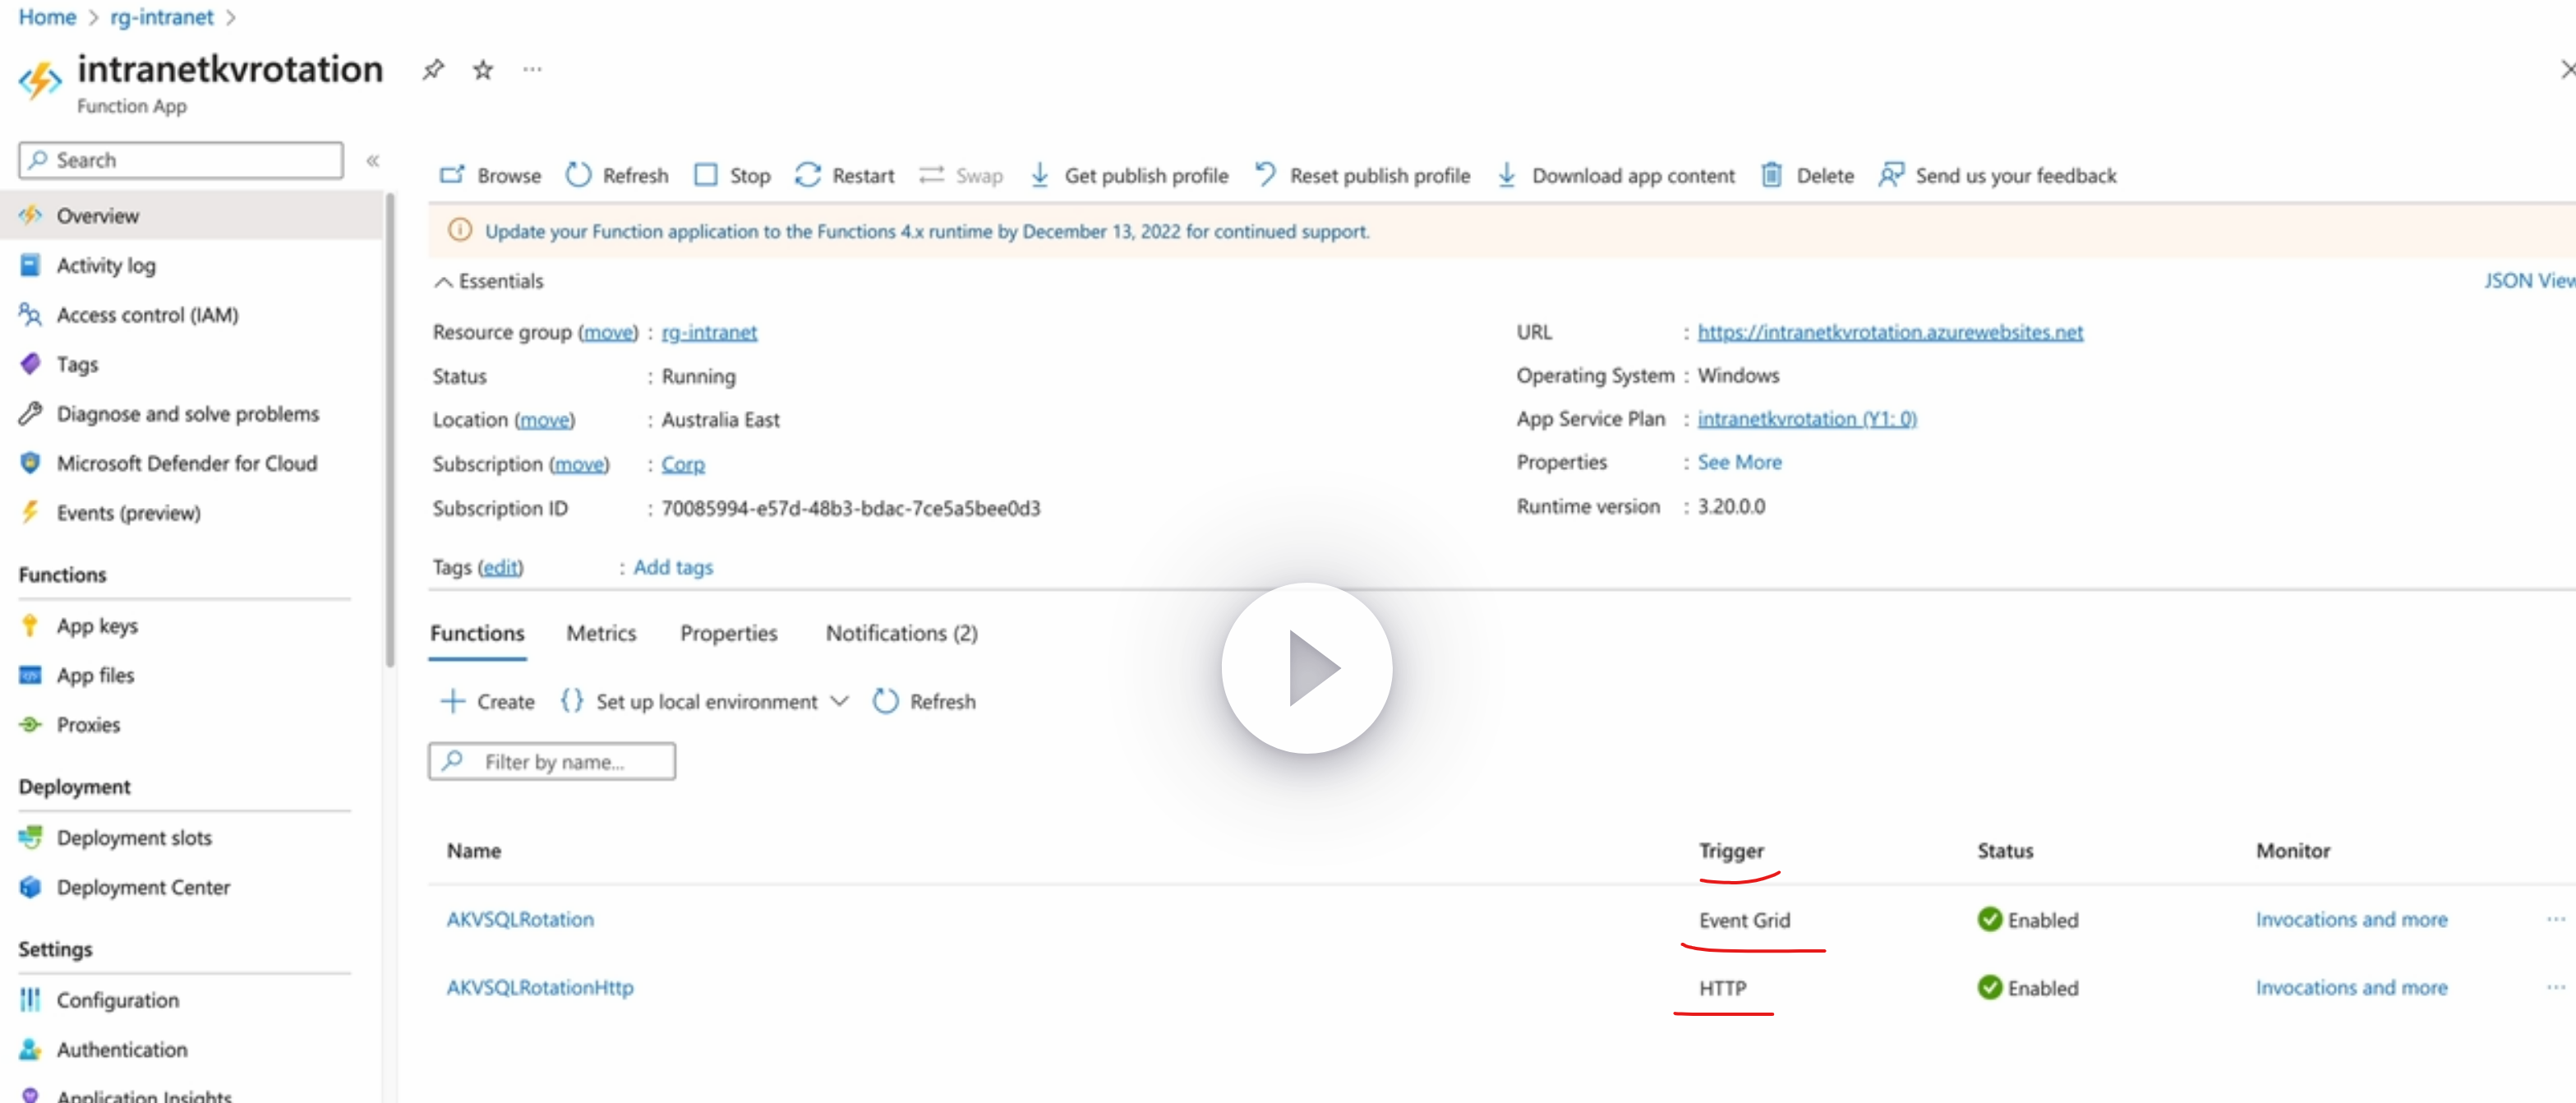 Home > rg-intranet >
intranetkvrotation
Function App
Search
Overview
Activity log
Access control (IAM)
Tags
Diagnose and solve problems
Microsoft Defender for Cloud
Events (preview)
Functions
App keys
App files
Proxies
Deployment
Deployment slots
Deployment Center
Settings
Configuration
Authentication
Application Insights
Browse Refresh Stop Restart Swap Get publish profile Reset publish profile Download app content Delete Send us your feedback
Update your Function application to the Functions 4.x runtime by December 13, 2022 for continued support.
Essentials
JSON View
Resource group (move) : rg-intranet
Status : Running
Location (move) : Australia East
Subscription (move) : Corp
Subscription ID : 70085994-e57d-48b3-bdac-7ce5a5bee0d3
Tags (edit) : Add tags
URL : https://intranetkvrotation.azurewebsites.net
Operating System : Windows
App Service Plan : intranetkvrotation (Y1: 0)
Properties : See More
Runtime version : 3.20.0.0
Functions Metrics Properties Notifications (2)
Create Set up local environment Refresh
Filter by name...
Name Trigger Status Monitor
AKVSQLRotation Event Grid Enabled Invocations and more
AKVSQLRotationHttp HTTP Enabled Invocations and more